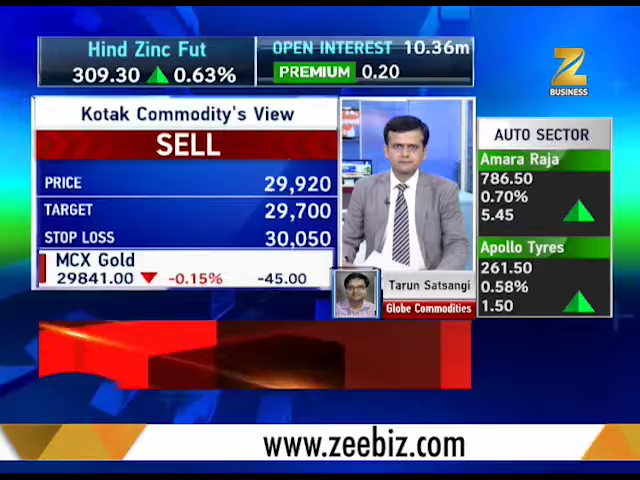 Hind Zinc Fut
309.30 0.63%
OPEN INTEREST 10.36m
PREMIUM 0.20
Z
BUSINESS
Kotak Commodity's View
SELL
PRICE 29,920
TARGET 29,700
STOP LOSS 30,050
MCX Gold
29841.00 -0.15% -45.00
Tarun Satsangi
Globe Commodities
AUTO SECTOR
Amara Raja
786.50
0.70%
5.45
Apollo Tyres
261.50
0.58%
1.50
www.zeebiz.com